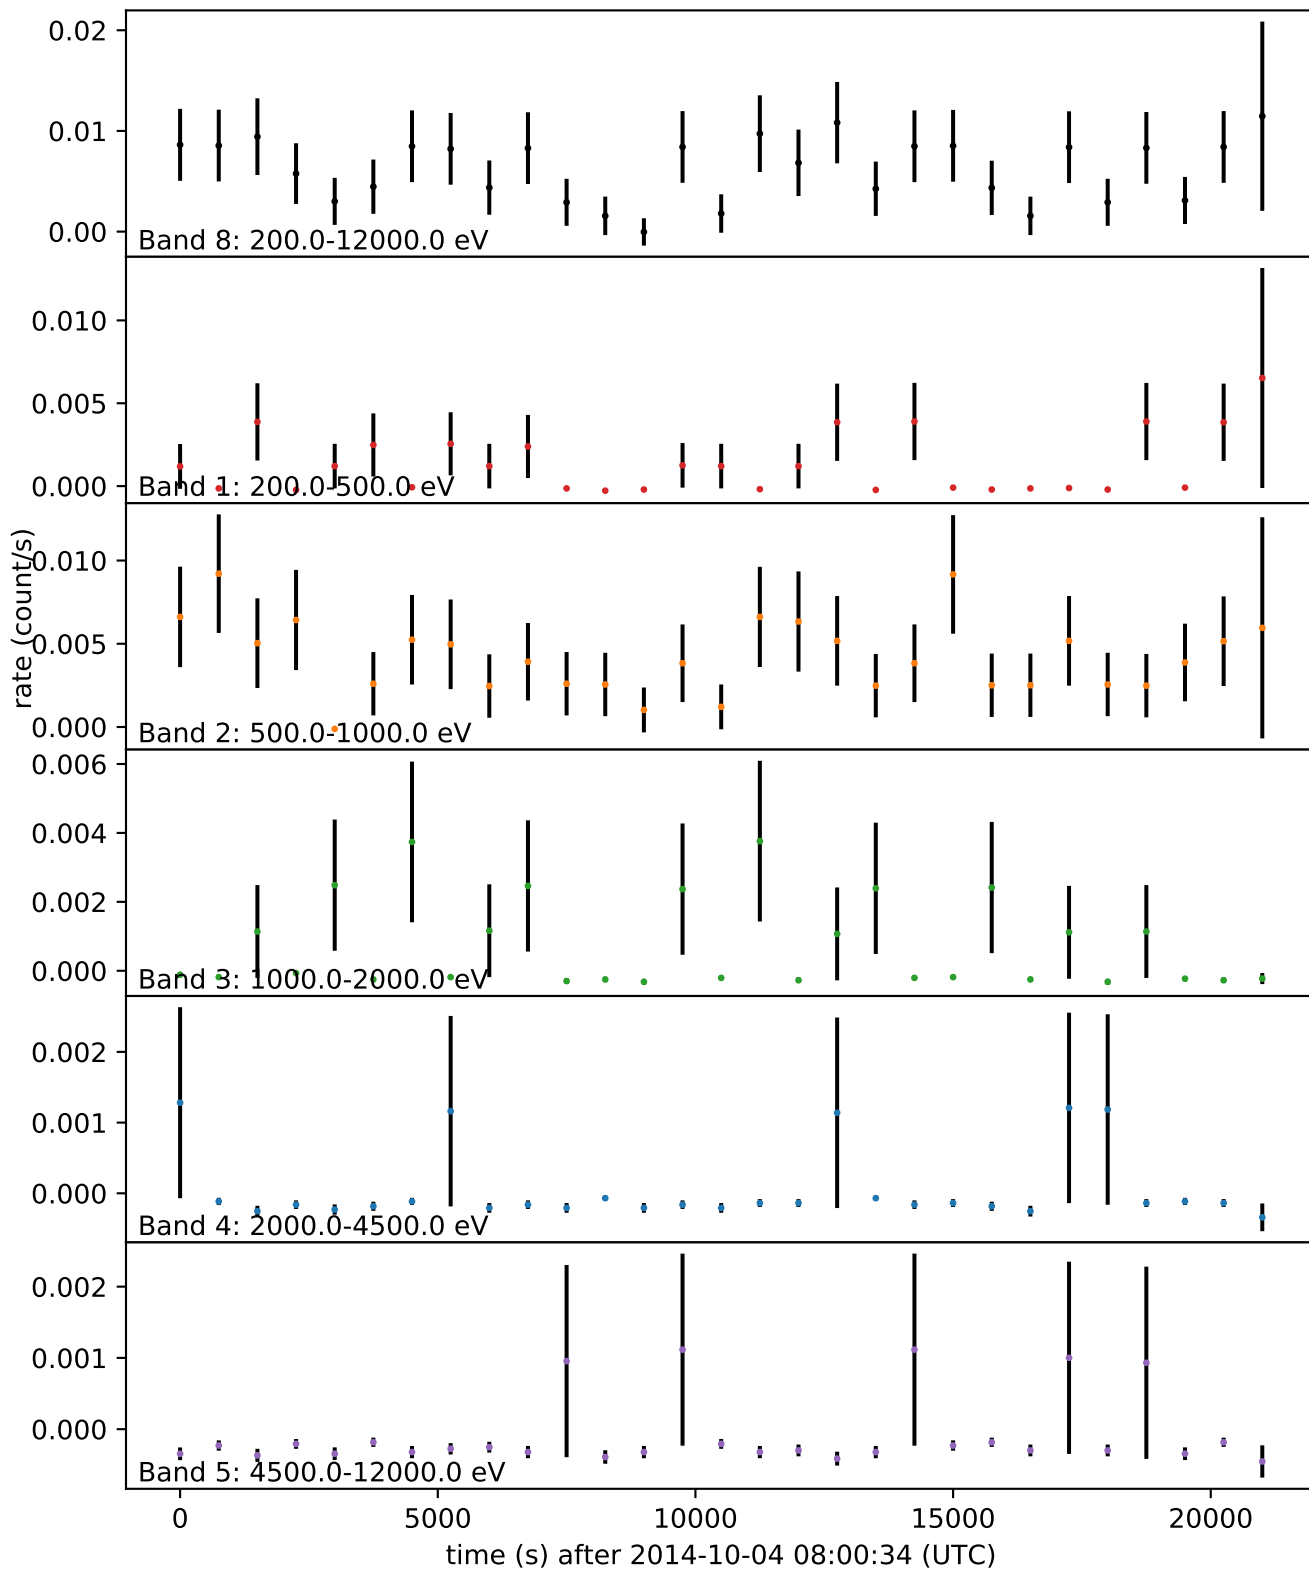 0.02
0.01
0.00
Band 8: 200.0-12000.0 eV
0.010
0.005
0.000
Band 1: 200.0-500.0 eV
rate (count/s)
0.010
0.005
0.000
Band 2: 500.0-1000.0 eV
0.006
0.004
0.002
0.000
Band 3: 1000.0-2000.0 eV
0.002
0.001
0.000
Band 4: 2000.0-4500.0 eV
0.002
0.001
0.000
Band 5: 4500.0-12000.0 eV
0 5000 10000 15000 20000
time (s) after 2014-10-04 08:00:34 (UTC)